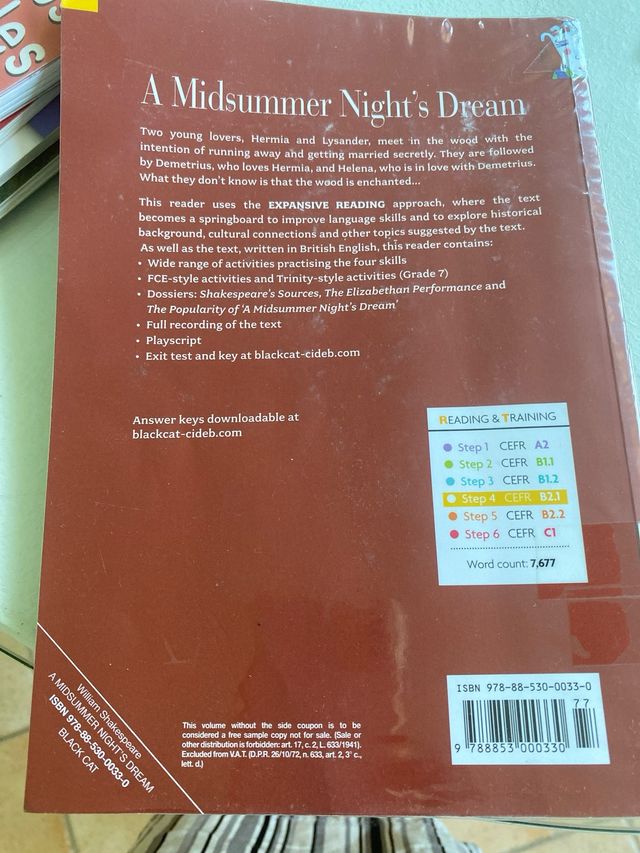 A Midsummer Night's Dream
Two young lovers, Hermia and Lysander, meet in the wood with the
intention of running away and getting married secretly. They are followed
by Demetrius, who loves Hermia, and Helena, who is in love with Demetrius.
What they don't know is that the wood is enchanted...
This reader uses the EXPANSIVE READING approach, where the text
becomes a springboard to improve language skills and to explore historical
background, cultural connections and other topics suggested by the text.
As well as the text, written in British English, this reader contains:
• Wide range of activities practising the four skills
• FCE-style activities and Trinity-style activities (Grade 7)
• Dossiers: Shakespeare's Sources, The Elizabethan Performance and
The Popularity of 'A Midsummer Night's Dream'
• Full recording of the text
• Playscript
• Exit test and key at blackcat-cideb.com
Answer keys downloadable at
blackcat-cideb.com
READING & TRAINING
Step 1 CEFR A2
Step 2 CEFR B1.1
Step 3 CEFR B1.2
Step 4 CEFR B2.1
Step 5 CEFR B2.2
Step 6 CEFR C1
Word count: 7,677
William Shakespeare
A MIDSUMMER NIGHT'S DREAM
ISBN 978-88-530-0033-0
BLACK CAT
This volume without the side coupon is to be
considered a free sample copy not for sale. (Sale or
other distribution is forbidden: art. 17, c. 2, L. 633/1941).
Excluded from V.A.T. (D.P.R. 26/10/72, n. 633, art. 2, 3° c.,
lett. d.)
ISBN 978-88-530-0033-0
77
9 788853 000330